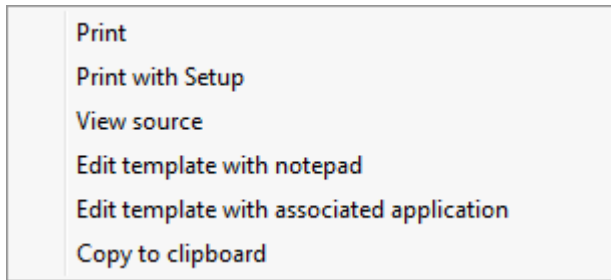 Print
Print with Setup
View source
Edit template with notepad
Edit template with associated application
Copy to clipboard